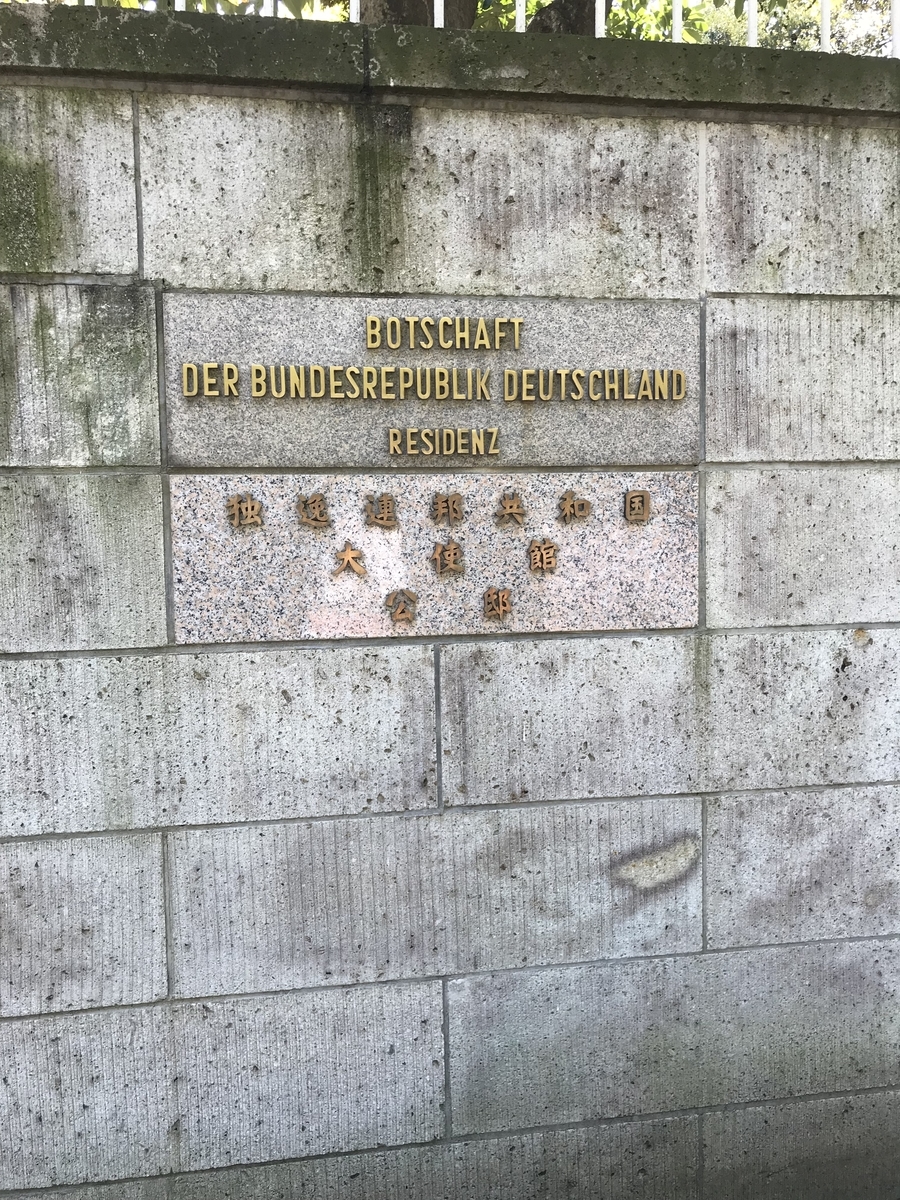 BOTSCHAFT
DER BUNDESREPUBLIK DEUTSCHLAND
RESIDENZ
独逸連邦共和国
大使館
公邸